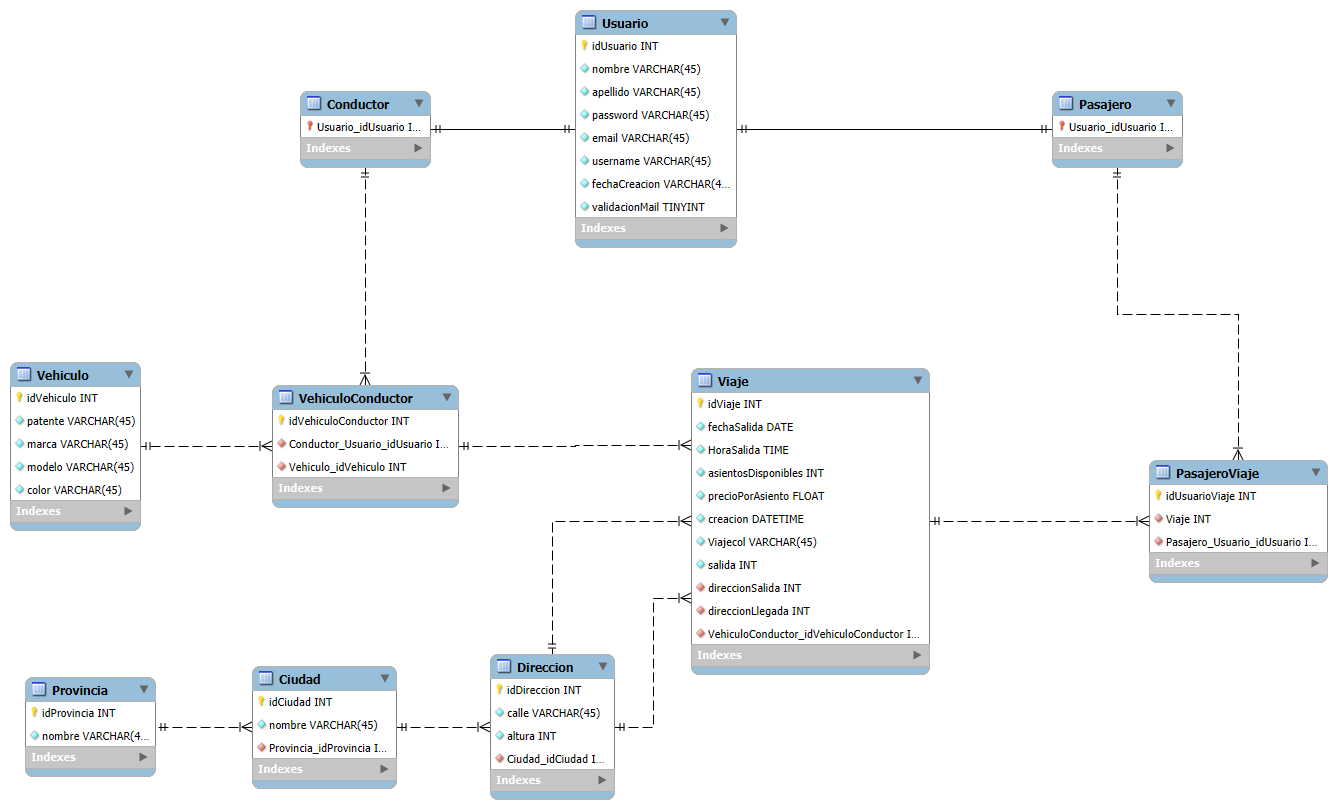 Usuario
idUsuario INT
nombre VARCHAR(45)
apellido VARCHAR(45)
password VARCHAR(45)
email VARCHAR(45)
username VARCHAR(45)
fechaCreacion VARCHAR(4...
validacionMail TINYINT
Indexes
Conductor
Usuario_idUsuario I...
Indexes
Pasajero
Usuario_idUsuario I...
Indexes
Vehiculo
idVehiculo INT
patente VARCHAR(45)
marca VARCHAR(45)
modelo VARCHAR(45)
color VARCHAR(45)
Indexes
VehiculoConductor
idVehiculoConductor INT
Conductor_Usuario_idUsuario I...
Vehiculo_idVehiculo INT
Indexes
Viaje
idViaje INT
fechaSalida DATE
HoraSalida TIME
asientosDisponibles INT
precioPorAsiento FLOAT
creacion DATETIME
Viajecol VARCHAR(45)
salida INT
direccionSalida INT
direccionLlegada INT
VehiculoConductor_idVehiculoConductor I...
Indexes
PasajeroViaje
idUsuarioViaje INT
Viaje INT
Pasajero_Usuario_idUsuario I...
Indexes
Provincia
idProvincia INT
nombre VARCHAR(4...
Indexes
Ciudad
idCiudad INT
nombre VARCHAR(45)
Provincia_idProvincia I...
Indexes
Direccion
idDireccion INT
calle VARCHAR(45)
altura INT
Ciudad_idCiudad I...
Indexes